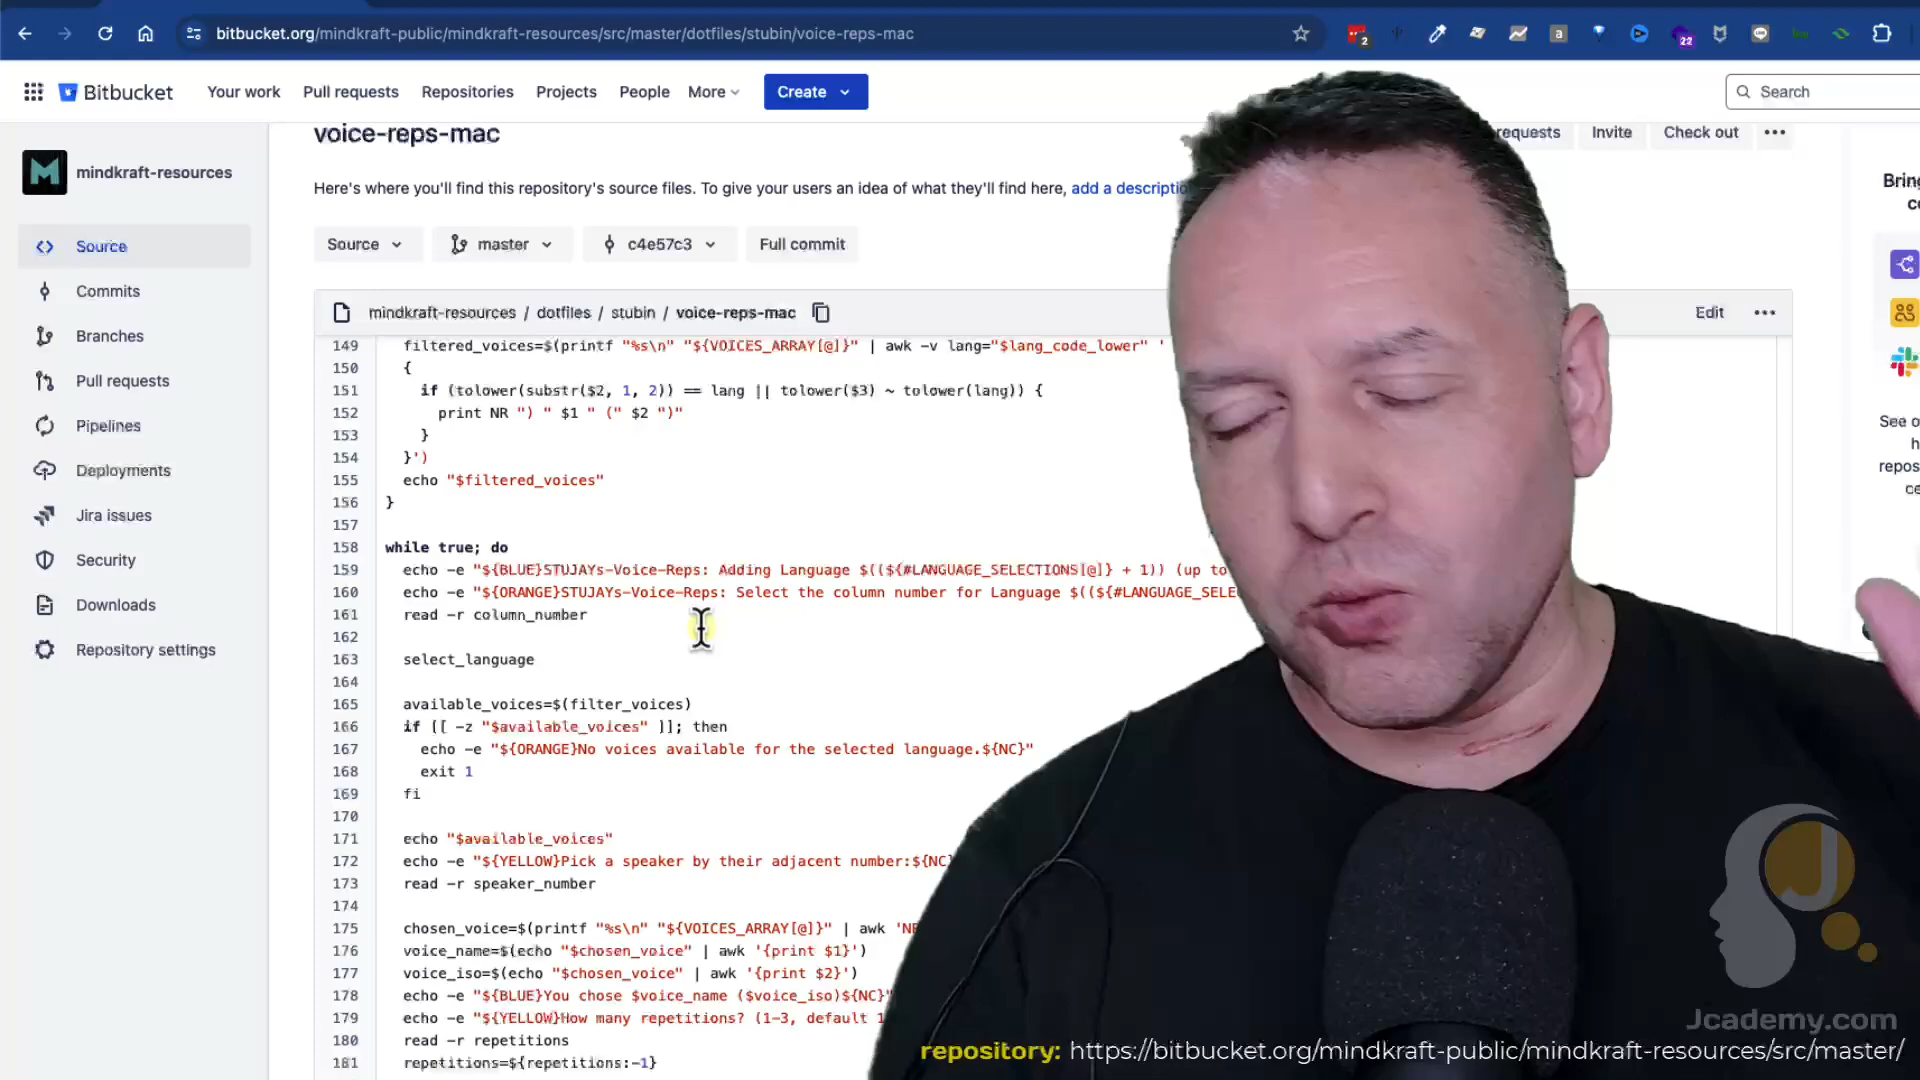 bitbucket.org/mindkraft-public/mindkraft-resources/src/master/dotfiles/stubin/voice-reps-mac
2
22
Bitbucket
Your work
Pull requests
Repositories
Projects
People
More
Create
Search
mindkraft-resources
Source
Commits
Branches
Pull requests
Pipelines
Deployments
Jira issues
Security
Downloads
Repository settings
voice-reps-mac
requests
Invite
Check out
Here's where you'll find this repository's source files. To give your users an idea of what they'll find here, add a descriptio
Source
master
c4e57c3
Full commit
mindkraft-resources / dotfiles / stubin / voice-reps-mac
Edit
149 filtered_voices=$(printf "%s\n" "${VOICES_ARRAY[@]}" | awk -v lang="$lang_code_lower" '
150 {
151 if (tolower(substr($2, 1, 2)) == lang || tolower($3) ~ tolower(lang)) {
152 print NR ") " $1 " (" $2 ")"
153 }
154 }')
155 echo "$filtered_voices"
156 }
157
158 while true; do
159 echo -e "${BLUE}STUJAYs-Voice-Reps: Adding Language $((${#LANGUAGE_SELECTIONS[@]} + 1)) (up to
160 echo -e "${ORANGE}STUJAYs-Voice-Reps: Select the column number for Language $((${#LANGUAGE_SELEC
161 read -r column_number
162
163 select_language
164
165 available_voices=$(filter_voices)
166 if [[ -z "$available_voices" ]]; then
167 echo -e "${ORANGE}No voices available for the selected language.${NC}"
168 exit 1
169 fi
170
171 echo "$available_voices"
172 echo -e "${YELLOW}Pick a speaker by their adjacent number:${NC}
173 read -r speaker_number
174
175 chosen_voice=$(printf "%s\n" "${VOICES_ARRAY[@]}" | awk 'NR
176 voice_name=$(echo "$chosen_voice" | awk '{print $1}')
177 voice_iso=$(echo "$chosen_voice" | awk '{print $2}')
178 echo -e "${BLUE}You chose $voice_name ($voice_iso)${NC}"
179 echo -e "${YELLOW}How many repetitions? (1-3, default 1
180 read -r repetitions
181 repetitions=${repetitions:-1}
Bring
See o
repos
Jcademy.com
repository: https://bitbucket.org/mindkraft-public/mindkraft-resources/src/master/